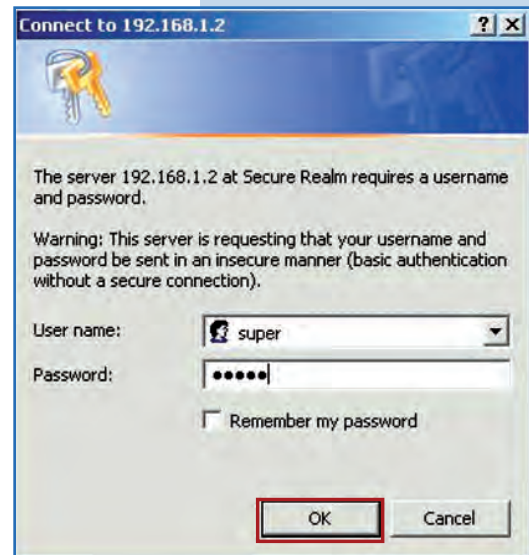 Connect to 192.168.1.2
The server 192.168.1.2 at Secure Realm requires a username
and password.
Warning: This server is requesting that your username and
password be sent in an insecure manner (basic authentication
without a secure connection).
User name:
super
Password:
•••••
Remember my password
OK
Cancel